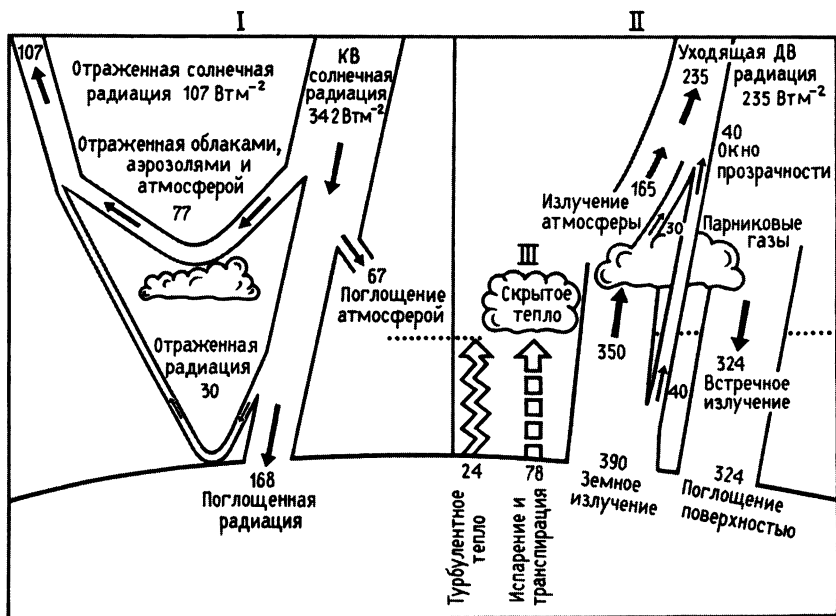 I
II
107
Отраженная солнечная
радиация 107 Втм⁻²
КВ
солнечная
радиация
342 Втм⁻²
Отраженная облаками,
аэрозолями и
атмосферой
77
67
Поглощение
атмосферой
Отраженная
радиация
30
168
Поглощенная
радиация
Уходящая ДВ
радиация
235 Втм⁻²
235
40
Окно
прозрачности
165
Излучение
атмосферы
30
Парниковые
газы
III
Скрытое
тепло
350
324
Встречное
излучение
40
24
Турбулентное
тепло
78
Испарение и
транспирация
390
Земное
излучение
324
Поглощение
поверхностью